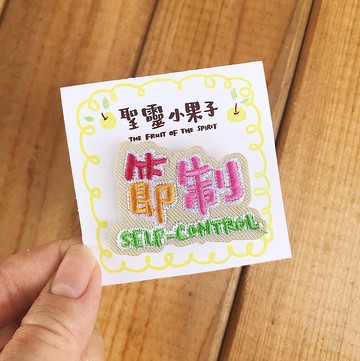 聖靈小果子
THE FRUIT OF THE SPIRIT
節制
SELF-CONTROL